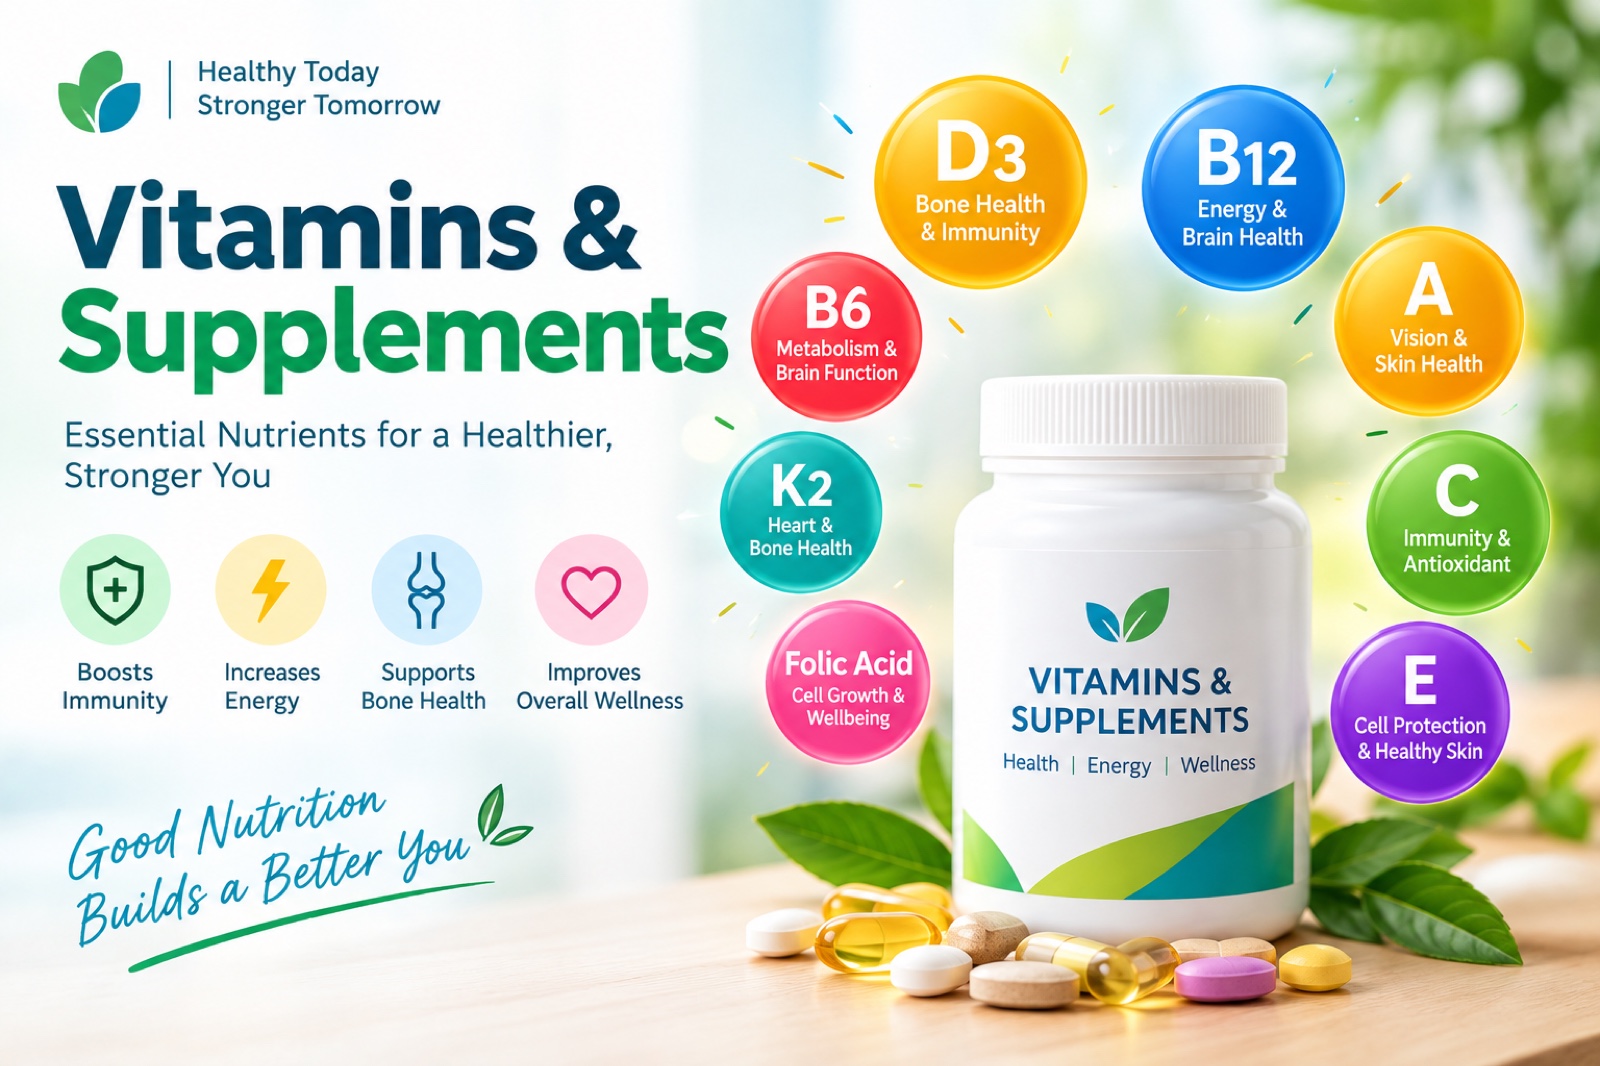 Healthy Today
Stronger Tomorrow
Vitamins &
Supplements
Essential Nutrients for a Healthier,
Stronger You
Boosts
Immunity
Increases
Energy
Supports
Bone Health
Improves
Overall Wellness
Good Nutrition
Builds a Better You
D3
Bone Health
& Immunity
B12
Energy &
Brain Health
B6
Metabolism &
Brain Function
A
Vision &
Skin Health
K2
Heart &
Bone Health
C
Immunity &
Antioxidant
Folic Acid
Cell Growth &
Wellbeing
E
Cell Protection
& Healthy Skin
VITAMINS &
SUPPLEMENTS
Health | Energy | Wellness